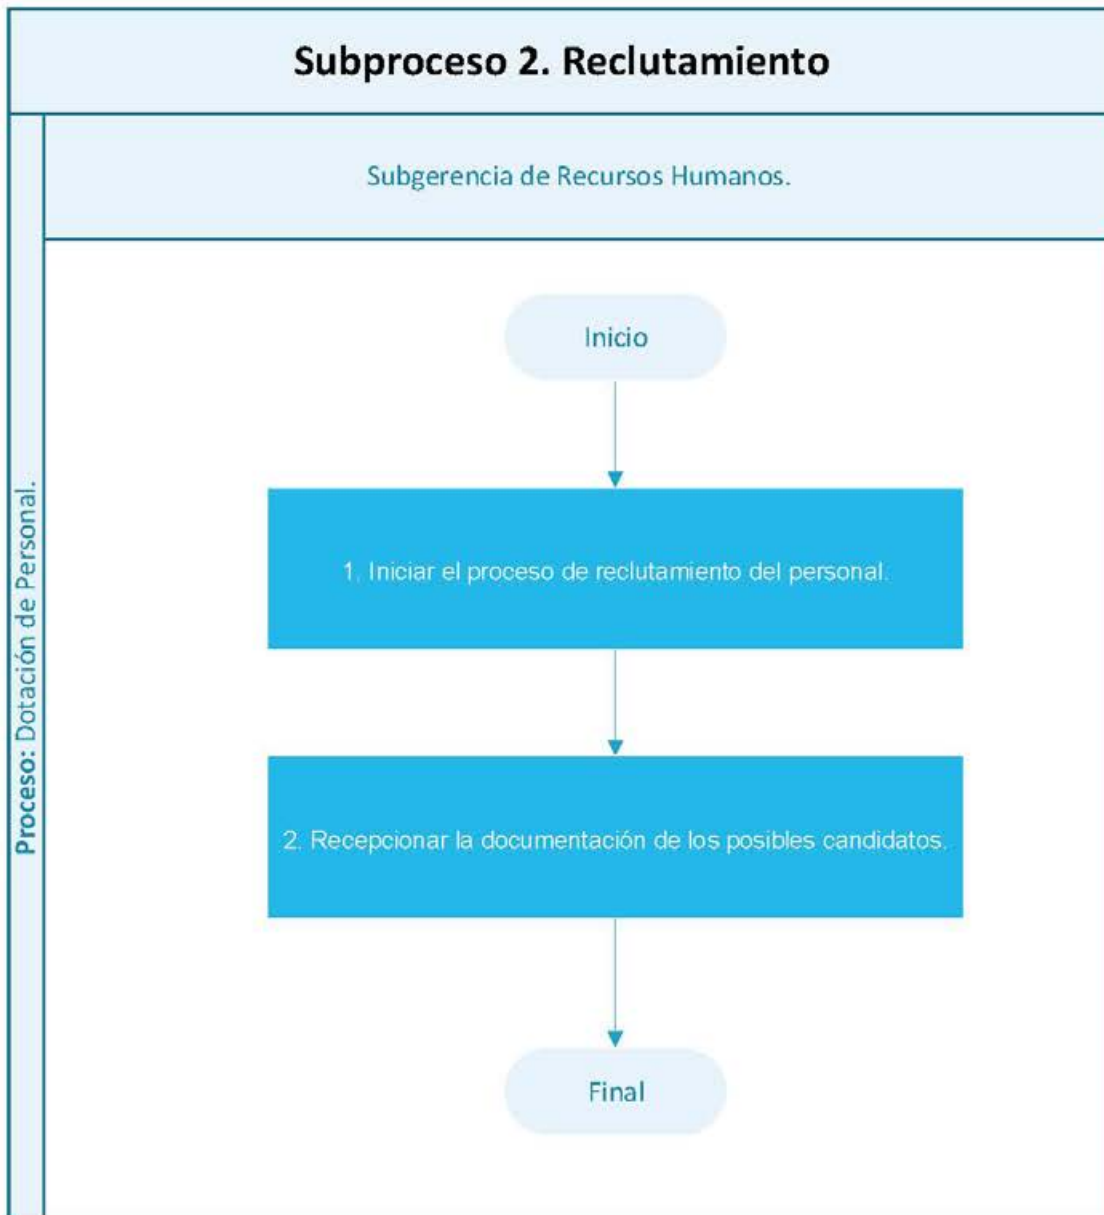 Subproceso 2. Reclutamiento
Subgerencia de Recursos Humanos.
Proceso: Dotación de Personal.
Inicio
1. Iniciar el proceso de reclutamiento del personal.
2. Recepcionar la documentación de los posibles candidatos.
Final